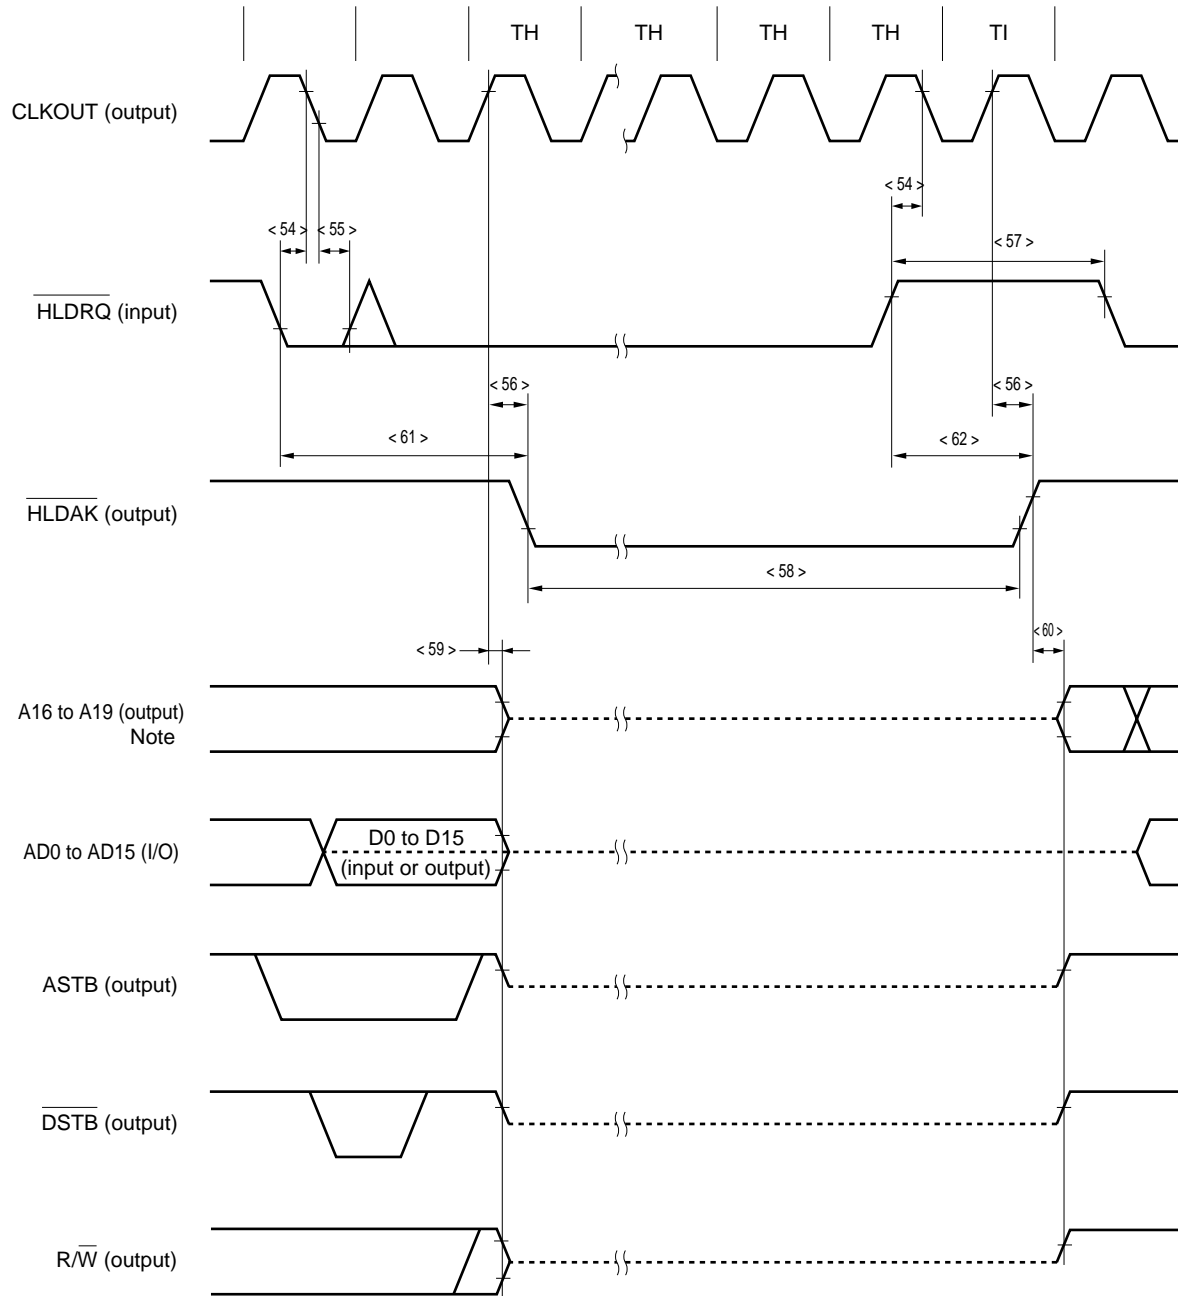 TH TH TH TH TI
CLKOUT (output)
< 54 >
< 54 > < 55 >
< 57 >
HLDRQ (input)
< 56 > < 56 >
< 61 > < 62 >
HLDAK (output)
< 58 >
< 60 >
< 59 >
A16 to A19 (output)
Note
D0 to D15
AD0 to AD15 (I/O)
(input or output)
ASTB (output)
DSTB (output)
R/W (output)